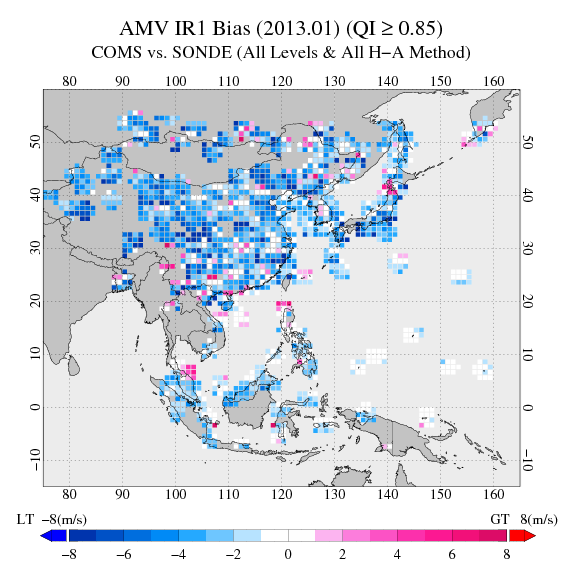 AMV IR1 Bias (2013.01) (QI ≥ 0.85)
COMS vs. SONDE (All Levels & All H−A Method)
80 90 100 110 120 130 140 150 160
50 50
40 40
30 30
20 20
10 10
0 0
−10 −10
80 90 100 110 120 130 140 150 160
LT −8(m/s) GT 8(m/s)
−8 −6 −4 −2 0 2 4 6 8